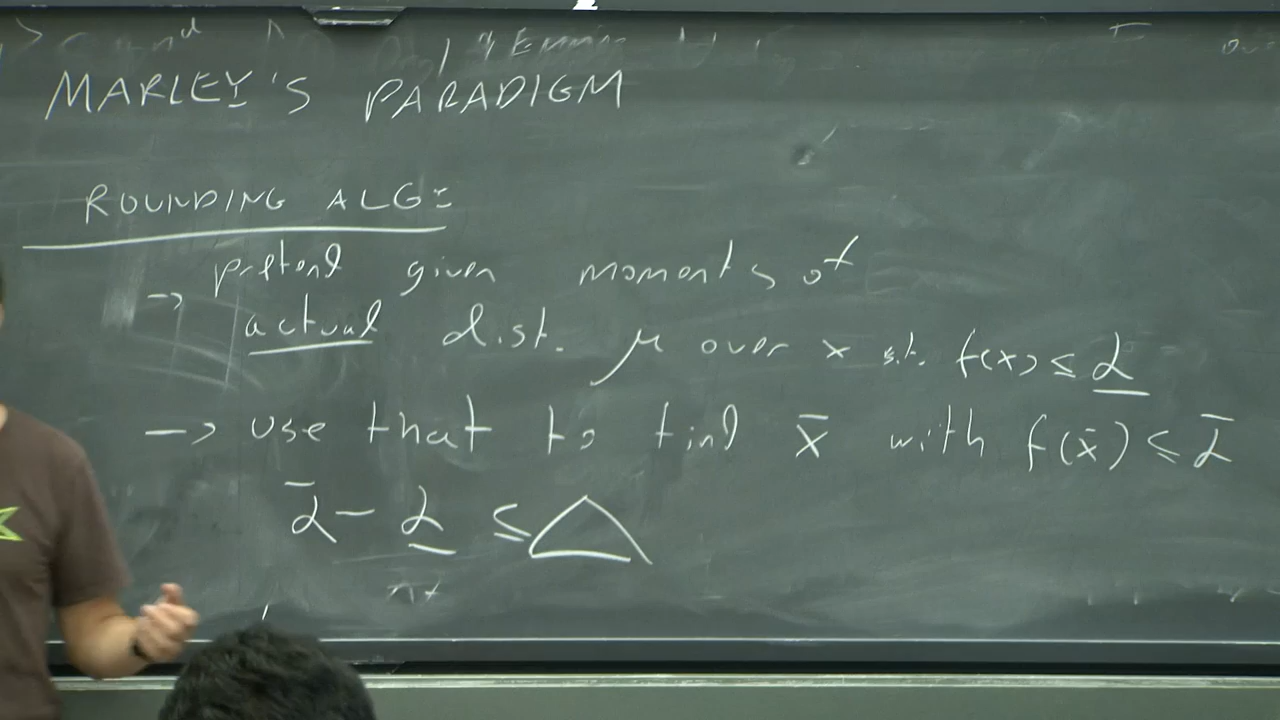 MARLEY'S PARADIGM
ROUNDING ALG:
→ pretend given moments of
actual dist. μ over x s.t. f(x) ≤ α
→ use that to find x̄ with f(x̄) ≤ ᾱ
ᾱ - α ≤ △